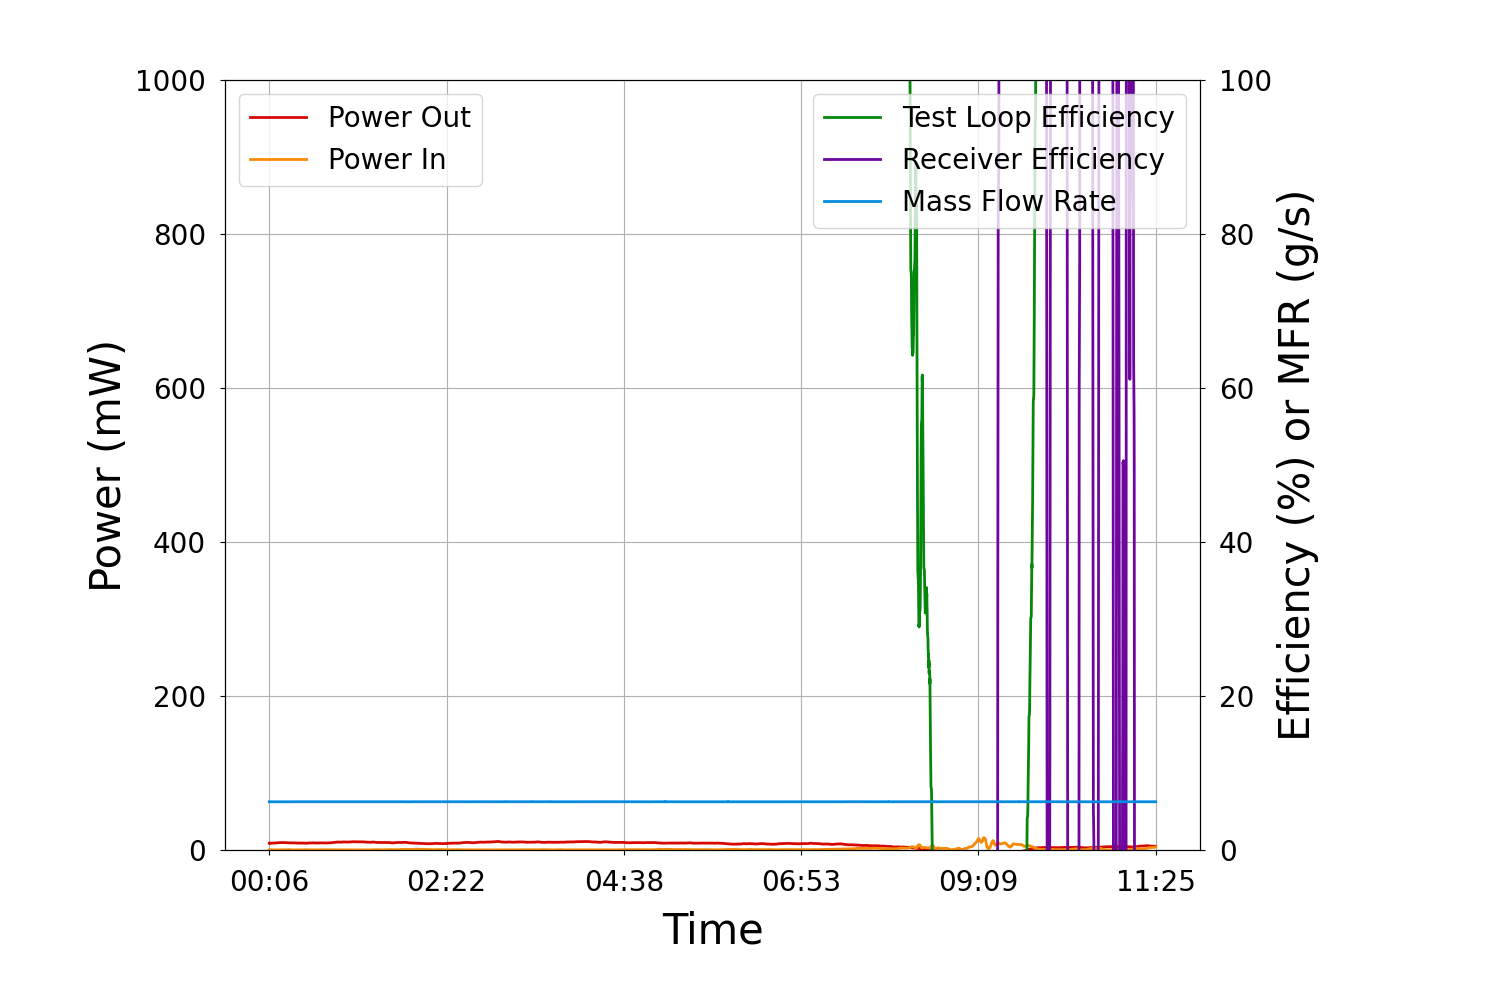 Power Out
Power In
Test Loop Efficiency
Receiver Efficiency
Mass Flow Rate
1000
800
600
400
200
0
100
80
60
40
20
0
Power (mW)
Efficiency (%) or MFR (g/s)
00:06 02:22 04:38 06:53 09:09 11:25
Time